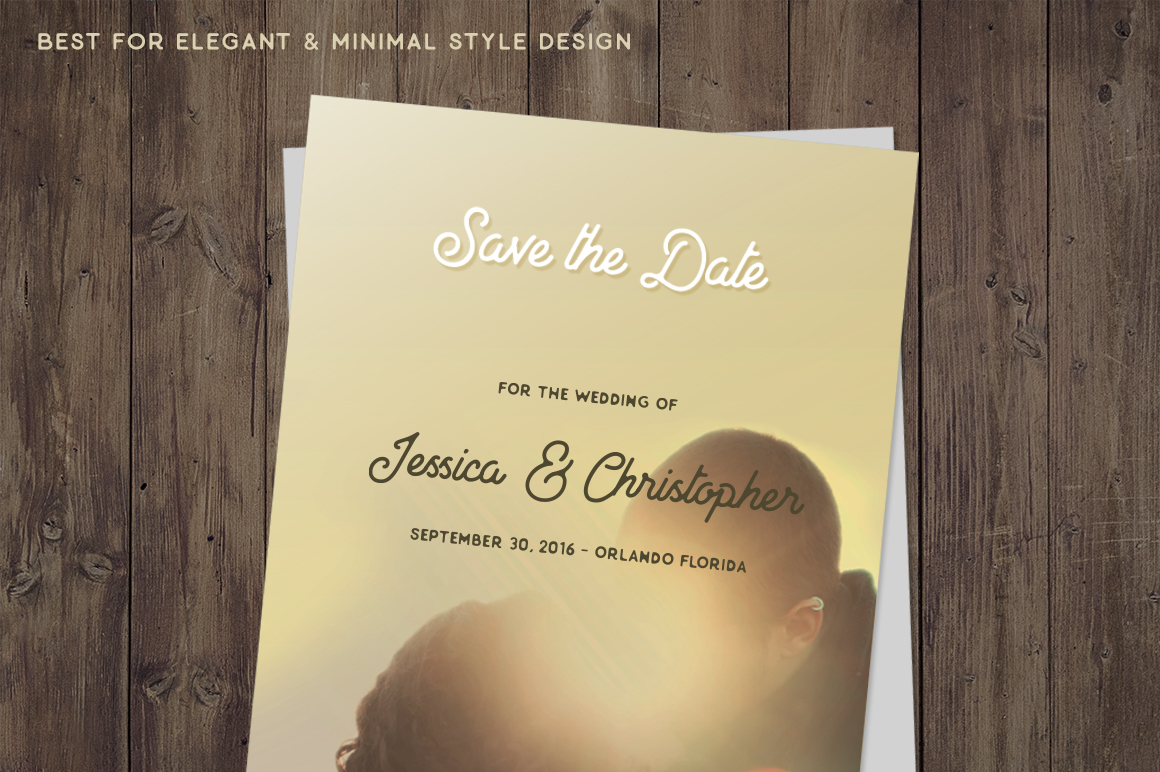 BEST FOR ELEGANT & MINIMAL STYLE DESIGN
Save the Date
FOR THE WEDDING OF
Jessica & Christopher
SEPTEMBER 30, 2016 - ORLANDO FLORIDA